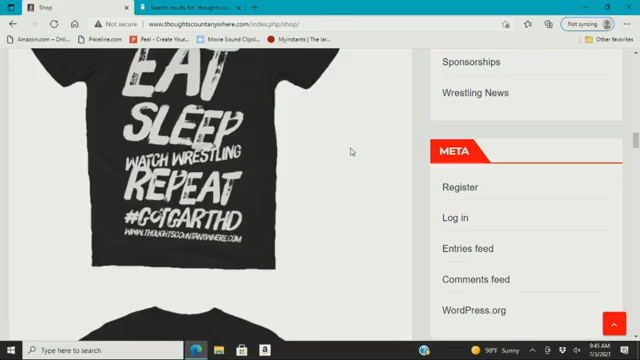 Shop
Search results for: thoughts coun
Not secure
www.thoughtscountanywhere.com/index.php/shop/
Not syncing
Amazon.com – Onl...
Priceline.com
Peal - Create Your...
Movie Sound Clips...
Myinstants | The lar...
Other favorites
EAT
SLEEP
WATCH WRESTLING
REPEAT
#GOTGARTHD
WWW.THOUGHTSCOUNTANYWHERE.COM
Sponsorships
Wrestling News
META
Register
Log in
Entries feed
Comments feed
WordPress.org
Type here to search
a
98°F Sunny
9:45 AM
7/3/2021